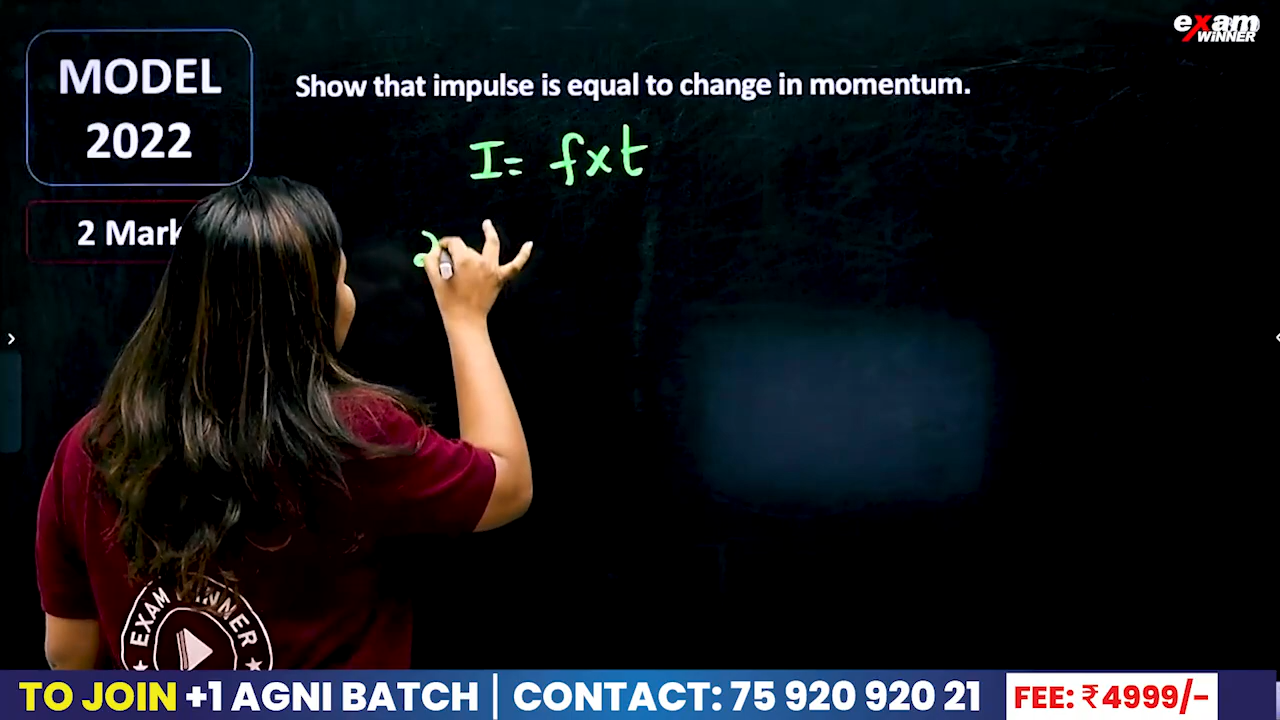 exam
WiNNER
MODEL
2022
Show that impulse is equal to change in momentum.
I= fxt
2 Mark
EXAM WINNER
TO JOIN +1 AGNI BATCH | CONTACT: 75 920 920 21
FEE: ₹4999/-